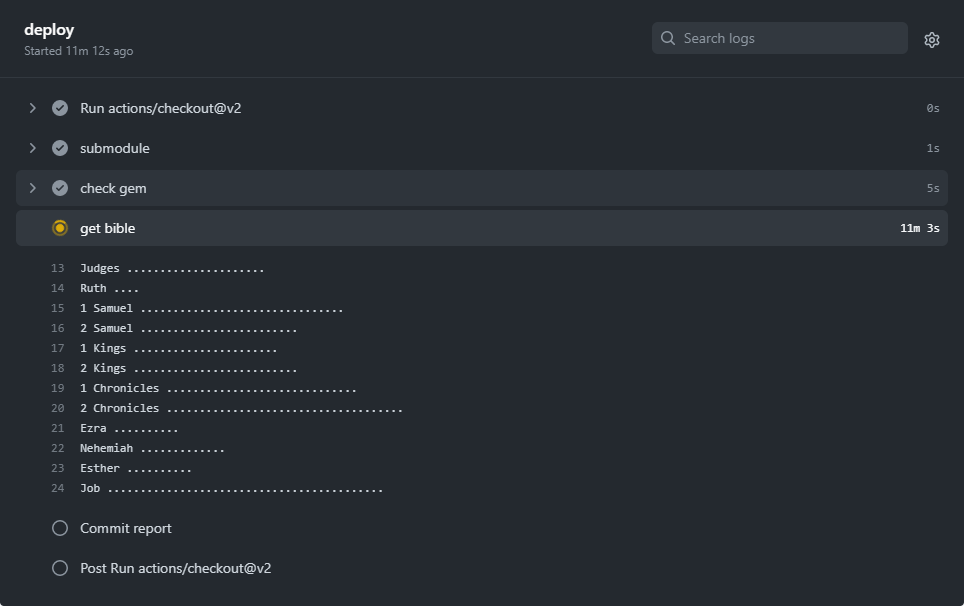 deploy
Started 11m 12s ago
Search logs
Run actions/checkout@v2 0s
submodule 1s
check gem 5s
get bible 11m 3s
13 Judges .....................
14 Ruth ....
15 1 Samuel ...............................
16 2 Samuel ........................
17 1 Kings ......................
18 2 Kings .........................
19 1 Chronicles .............................
20 2 Chronicles ....................................
21 Ezra ..........
22 Nehemiah .............
23 Esther ..........
24 Job ..........................................
Commit report
Post Run actions/checkout@v2